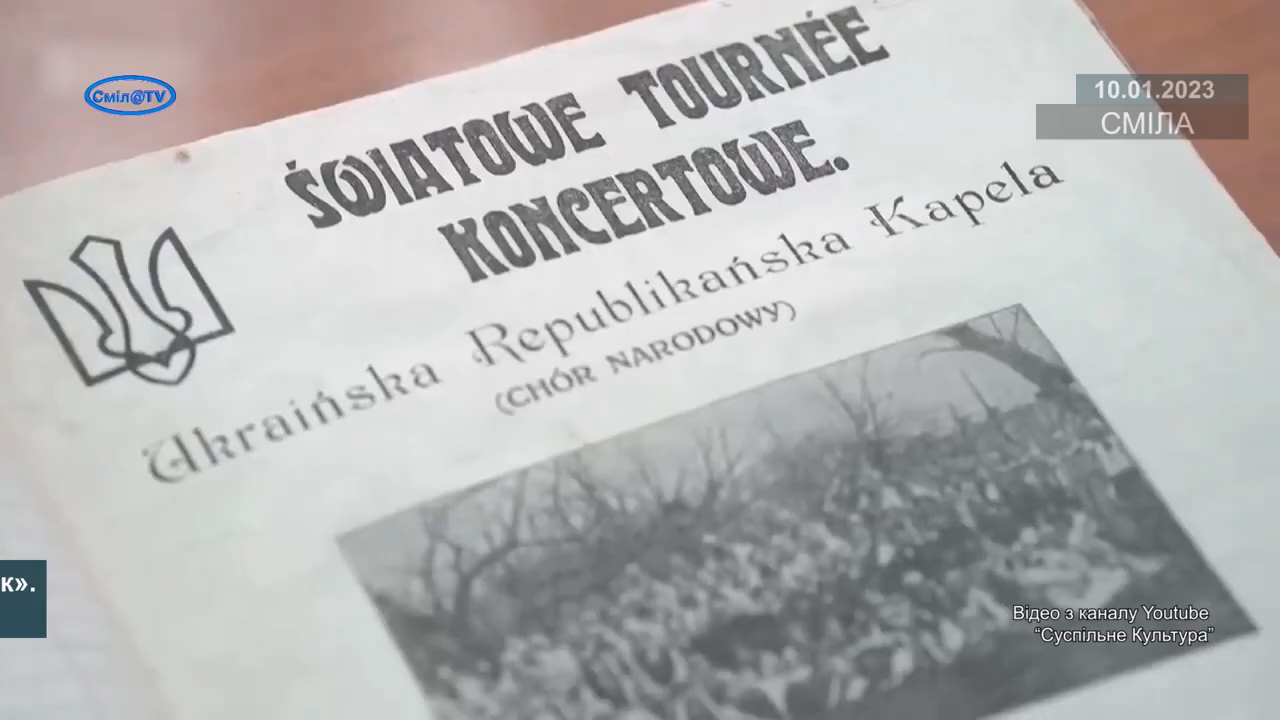 Сміл@TV
10.01.2023
СМІЛА
ŚWIATOWE TOURNÉE
KONCERTOWE.
Ukraińska Republikańska Kapela
(CHÓR NARODOWY)
к».
Відео з каналу Youtube
“Суспільне Культура”